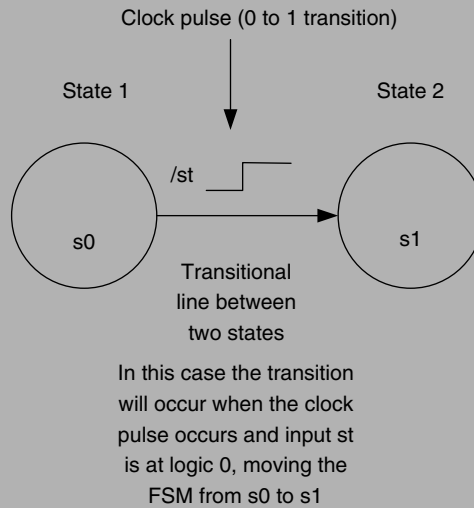 Clock pulse (0 to 1 transition)
State 1
State 2
/st
s0
s1
Transitional
line between
two states
In this case the transition
will occur when the clock
pulse occurs and input st
is at logic 0, moving the
FSM from s0 to s1